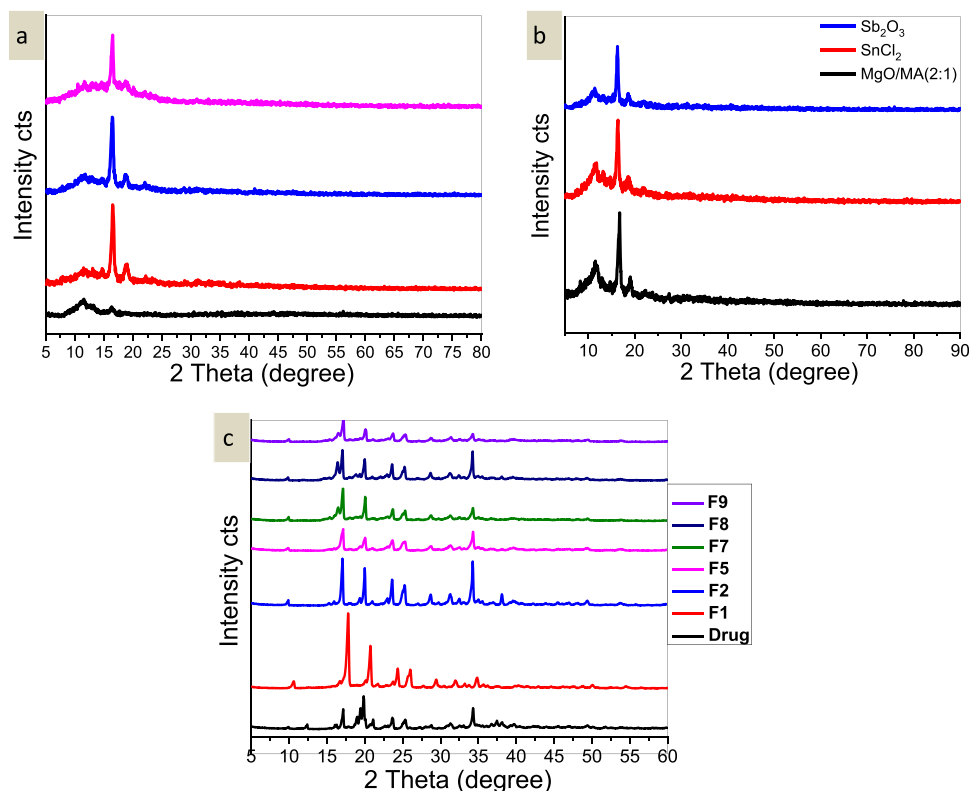 a
Intensity cts
5 10 15 20 25 30 35 40 45 50 55 60 65 70 75 80
2 Theta (degree)
b
Sb₂O₃
SnCl₂
MgO/MA(2:1)
Intensity cts
10 20 30 40 50 60 70 80 90
2 Theta (degree)
c
F9
F8
F7
F5
F2
F1
Drug
Intensity cts
5 10 15 20 25 30 35 40 45 50 55 60
2 Theta (degree)